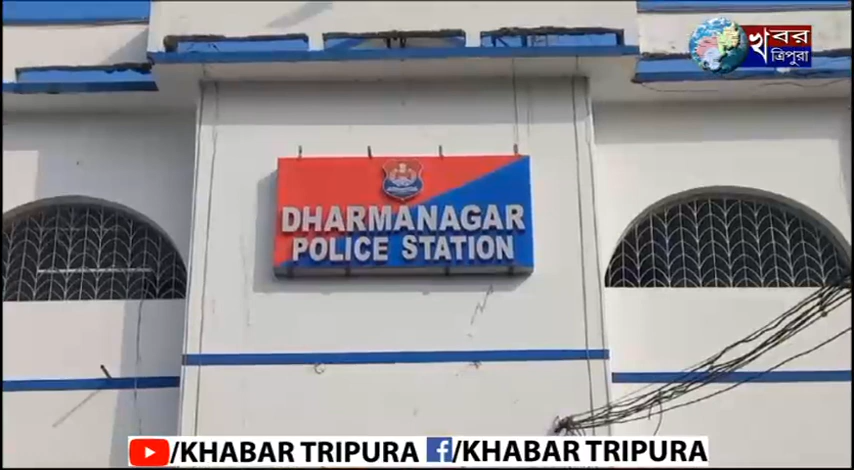 খবর
ত্রিপুরা
DHARMANAGAR
POLICE STATION
/KHABAR TRIPURA f/KHABAR TRIPURA